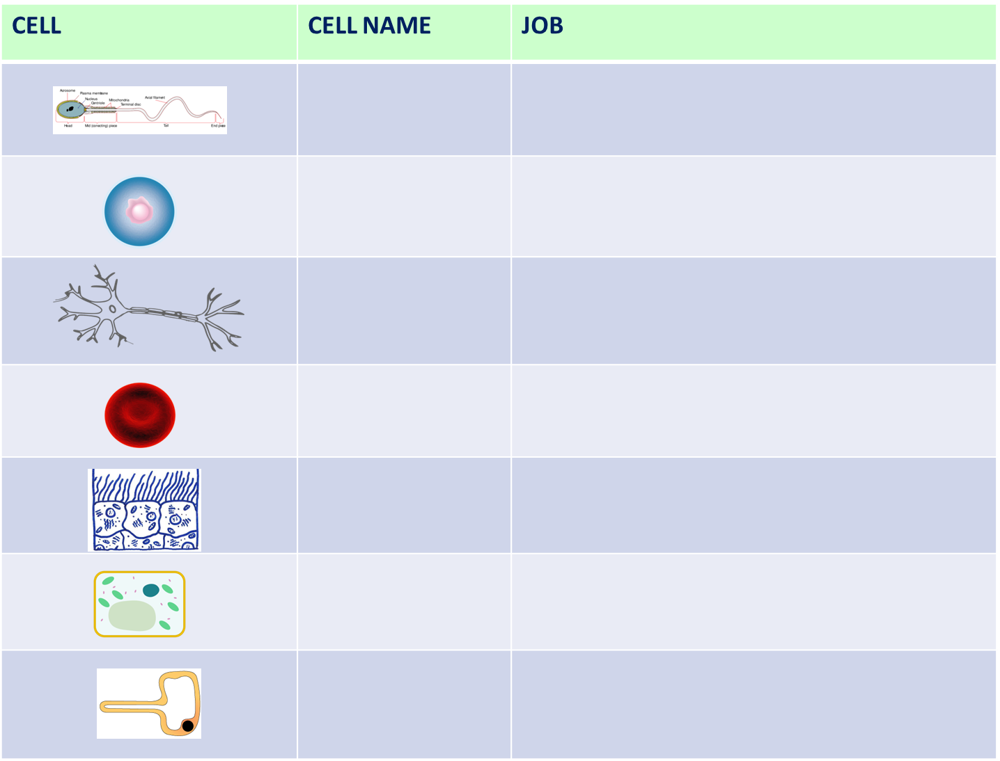 CELL
CELL NAME
JOB
Acrosome
Plasma membrane
Nucleus
Centriole
Mitochondria
Terminal disc
Axial filament
Head
Mid (conecting) piece
Tail
End piese